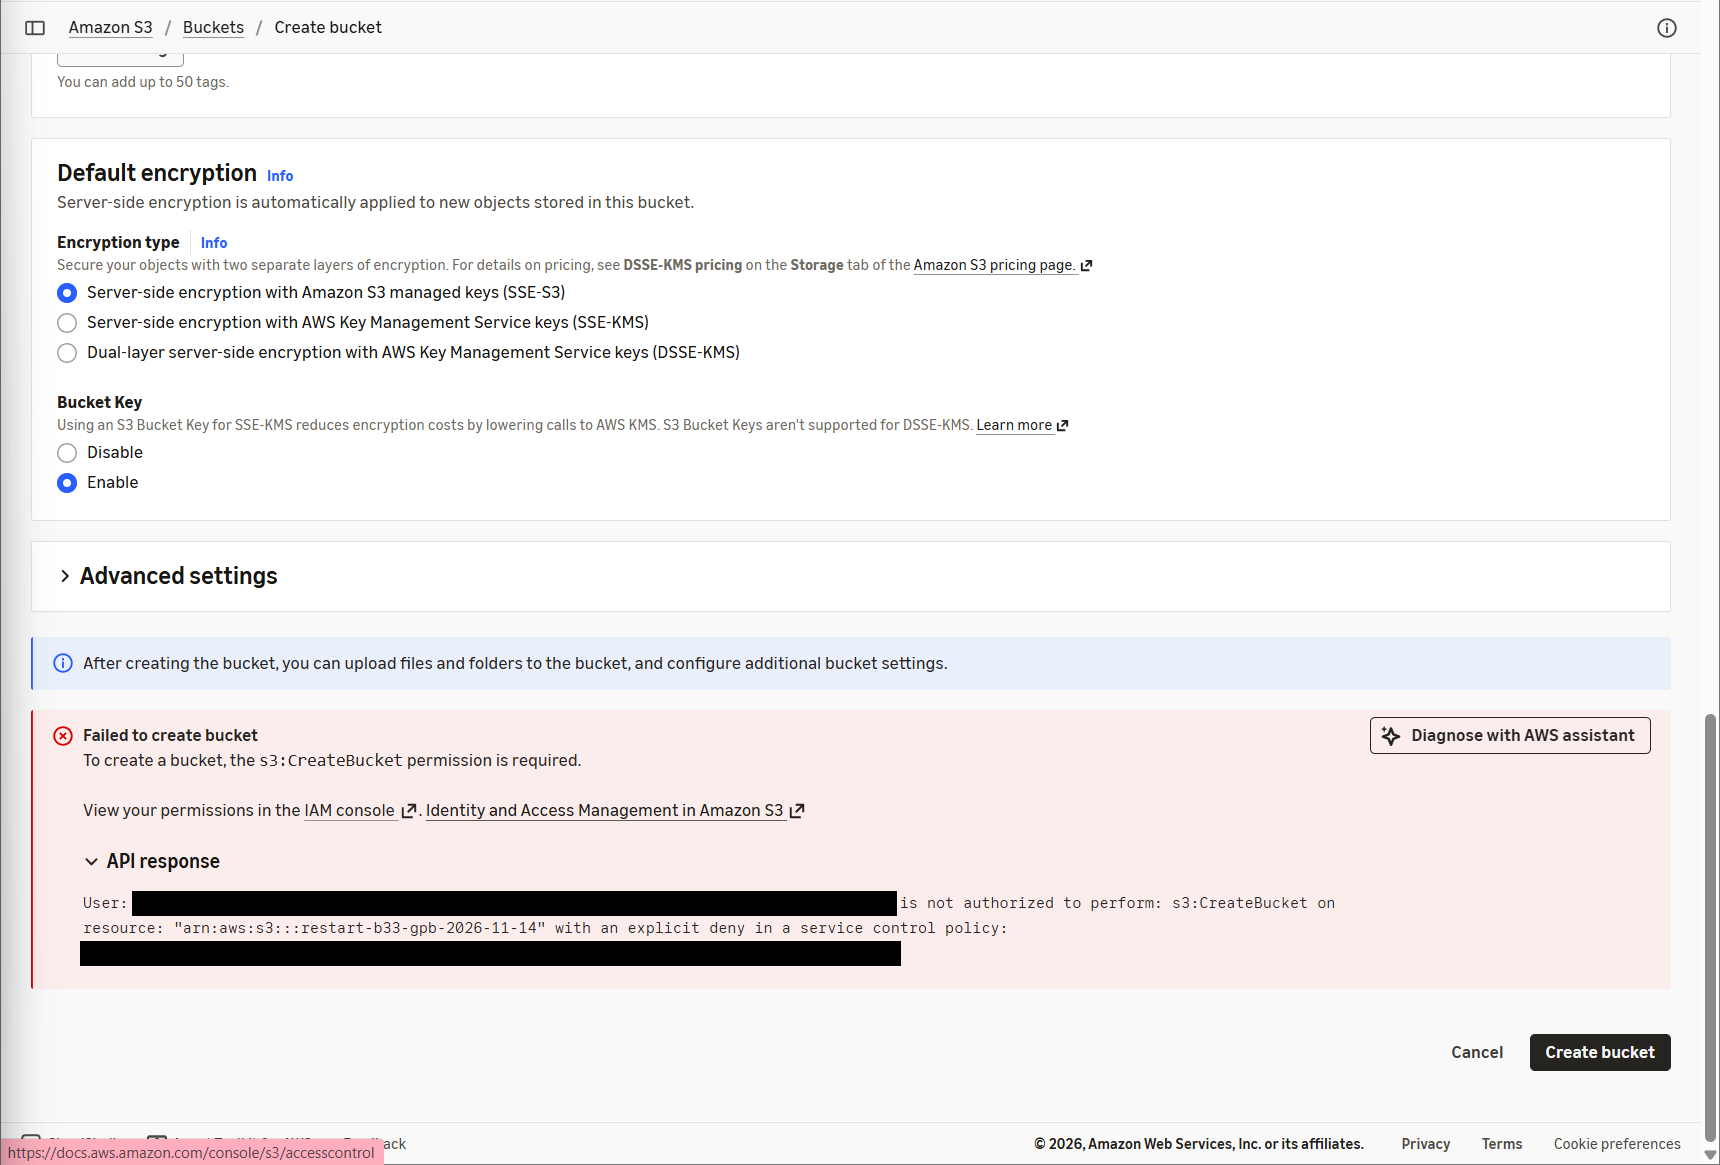 Amazon S3 / Buckets / Create bucket
You can add up to 50 tags.
Default encryption Info
Server-side encryption is automatically applied to new objects stored in this bucket.
Encryption type Info
Secure your objects with two separate layers of encryption. For details on pricing, see DSSE-KMS pricing on the Storage tab of the Amazon S3 pricing page.
Server-side encryption with Amazon S3 managed keys (SSE-S3)
Server-side encryption with AWS Key Management Service keys (SSE-KMS)
Dual-layer server-side encryption with AWS Key Management Service keys (DSSE-KMS)
Bucket Key
Using an S3 Bucket Key for SSE-KMS reduces encryption costs by lowering calls to AWS KMS. S3 Bucket Keys aren't supported for DSSE-KMS. Learn more
Disable
Enable
Advanced settings
After creating the bucket, you can upload files and folders to the bucket, and configure additional bucket settings.
Failed to create bucket
Diagnose with AWS assistant
To create a bucket, the s3:CreateBucket permission is required.
View your permissions in the IAM console . Identity and Access Management in Amazon S3
API response
User: is not authorized to perform: s3:CreateBucket on
resource: "arn:aws:s3:::restart-b33-gpb-2026-11-14" with an explicit deny in a service control policy:
Cancel Create bucket
© 2026, Amazon Web Services, Inc. or its affiliates. Privacy Terms Cookie preferences
https://docs.aws.amazon.com/console/s3/accesscontrol